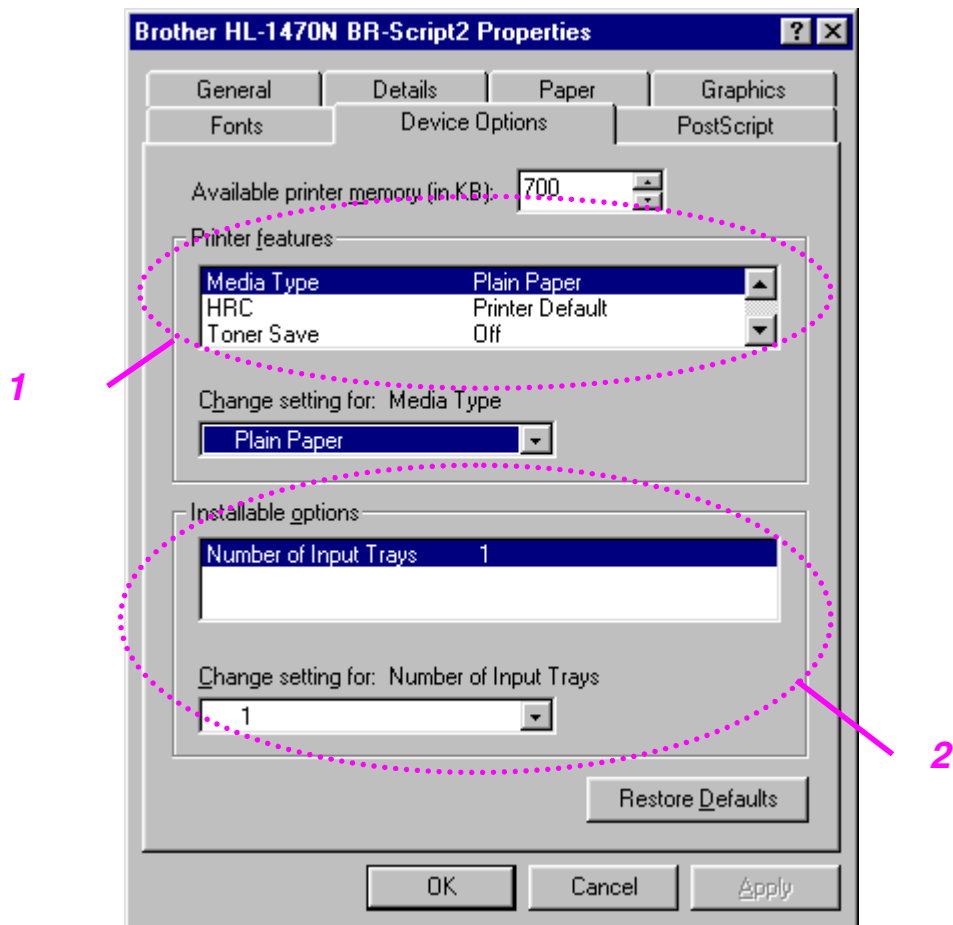 Brother HL-1470N BR-Script2 Properties
General Details Paper Graphics
Fonts Device Options PostScript
Available printer memory (in KB): 700
Printer features
Media Type Plain Paper
HRC Printer Default
Toner Save Off
1
Change setting for: Media Type
Plain Paper
Installable options
Number of Input Trays 1
Change setting for: Number of Input Trays
1
2
Restore Defaults
OK Cancel Apply